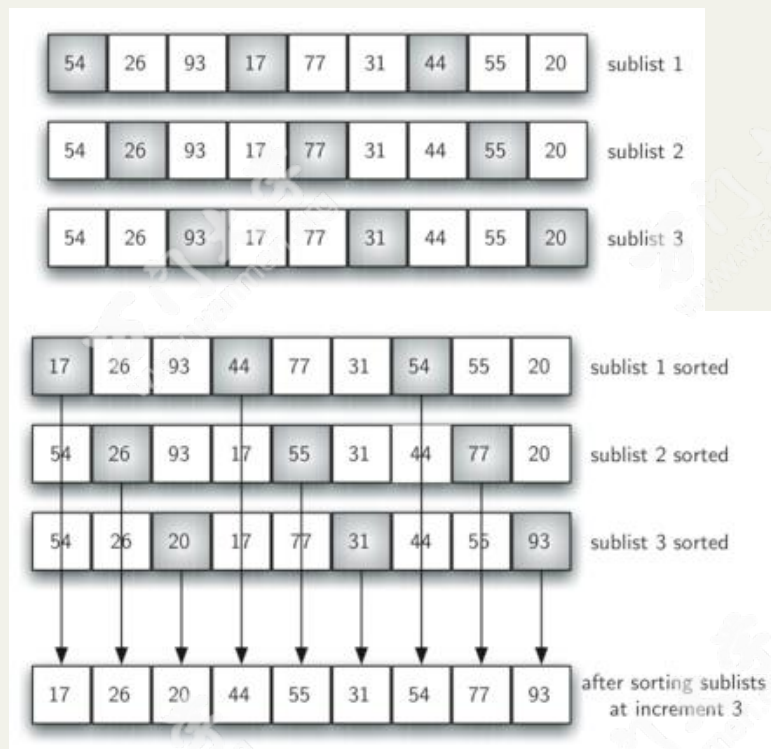 54 26 93 17 77 31 44 55 20 sublist 1
54 26 93 17 77 31 44 55 20 sublist 2
54 26 93 17 77 31 44 55 20 sublist 3
17 26 93 44 77 31 54 55 20 sublist 1 sorted
54 26 93 17 55 31 44 77 20 sublist 2 sorted
54 26 20 17 77 31 44 55 93 sublist 3 sorted
17 26 20 44 55 31 54 77 93 after sorting sublists
at increment 3